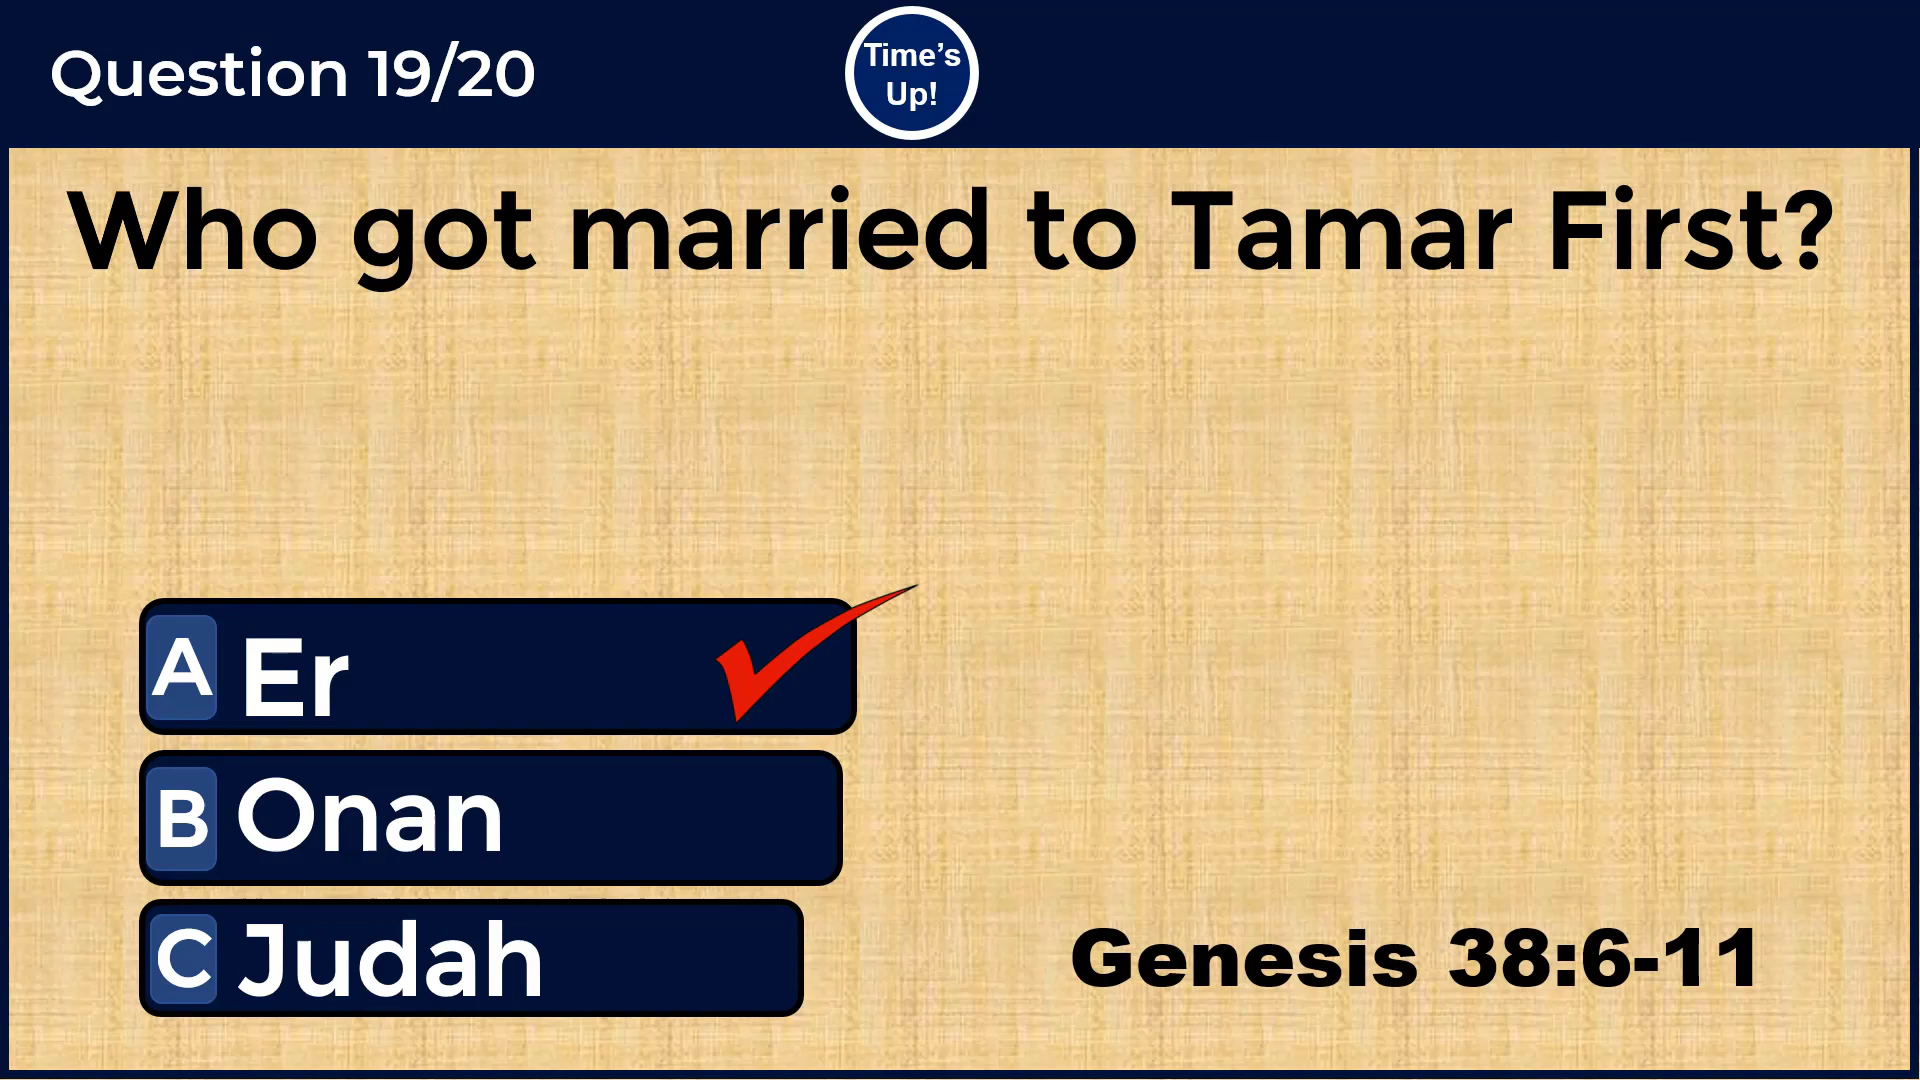 Question 19/20
Time’s
Up!
Who got married to Tamar First?
A Er
B Onan
C Judah
Genesis 38:6-11